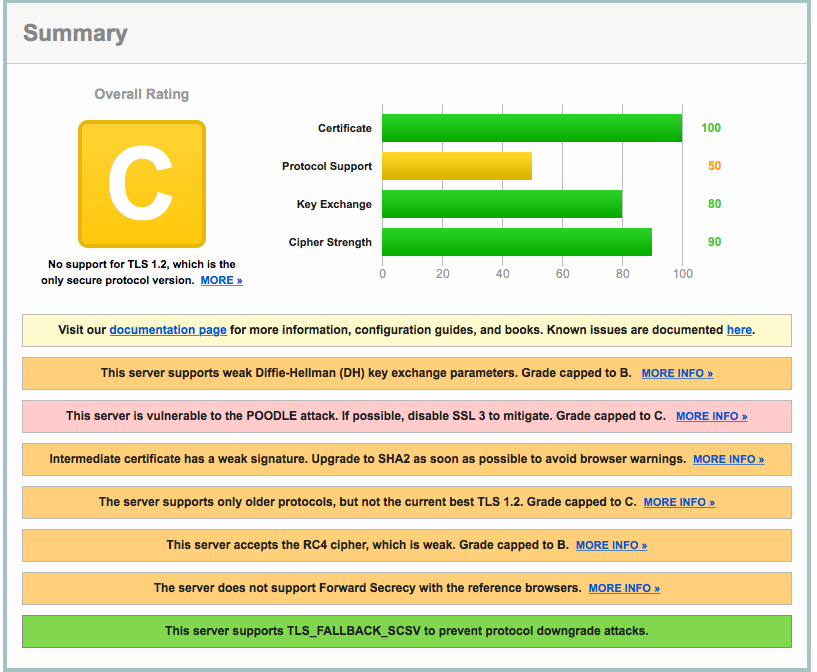 Summary
Overall Rating
C
No support for TLS 1.2, which is the
only secure protocol version. MORE »
Certificate 100
Protocol Support 50
Key Exchange 80
Cipher Strength 90
0 20 40 60 80 100
Visit our documentation page for more information, configuration guides, and books. Known issues are documented here.
This server supports weak Diffie-Hellman (DH) key exchange parameters. Grade capped to B. MORE INFO »
This server is vulnerable to the POODLE attack. If possible, disable SSL 3 to mitigate. Grade capped to C. MORE INFO »
Intermediate certificate has a weak signature. Upgrade to SHA2 as soon as possible to avoid browser warnings. MORE INFO »
The server supports only older protocols, but not the current best TLS 1.2. Grade capped to C. MORE INFO »
This server accepts the RC4 cipher, which is weak. Grade capped to B. MORE INFO »
The server does not support Forward Secrecy with the reference browsers. MORE INFO »
This server supports TLS_FALLBACK_SCSV to prevent protocol downgrade attacks.